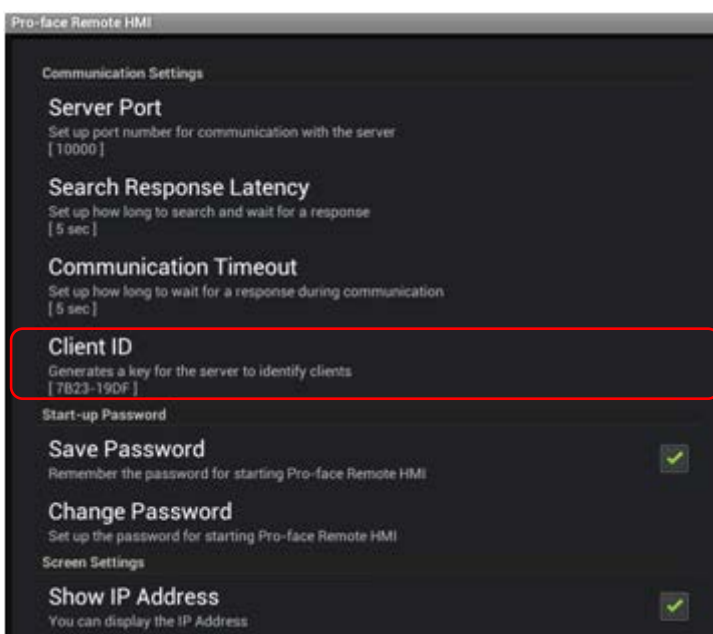 Pro-face Remote HMI
Communication Settings
Server Port
Set up port number for communication with the server
[ 10000 ]
Search Response Latency
Set up how long to search and wait for a response
[ 5 sec ]
Communication Timeout
Set up how long to wait for a response during communication
[ 5 sec ]
Client ID
Generates a key for the server to identify clients
[ 7B23-19DF ]
Start-up Password
Save Password
Remember the password for starting Pro-face Remote HMI
Change Password
Set up the password for starting Pro-face Remote HMI
Screen Settings
Show IP Address
You can display the IP Address